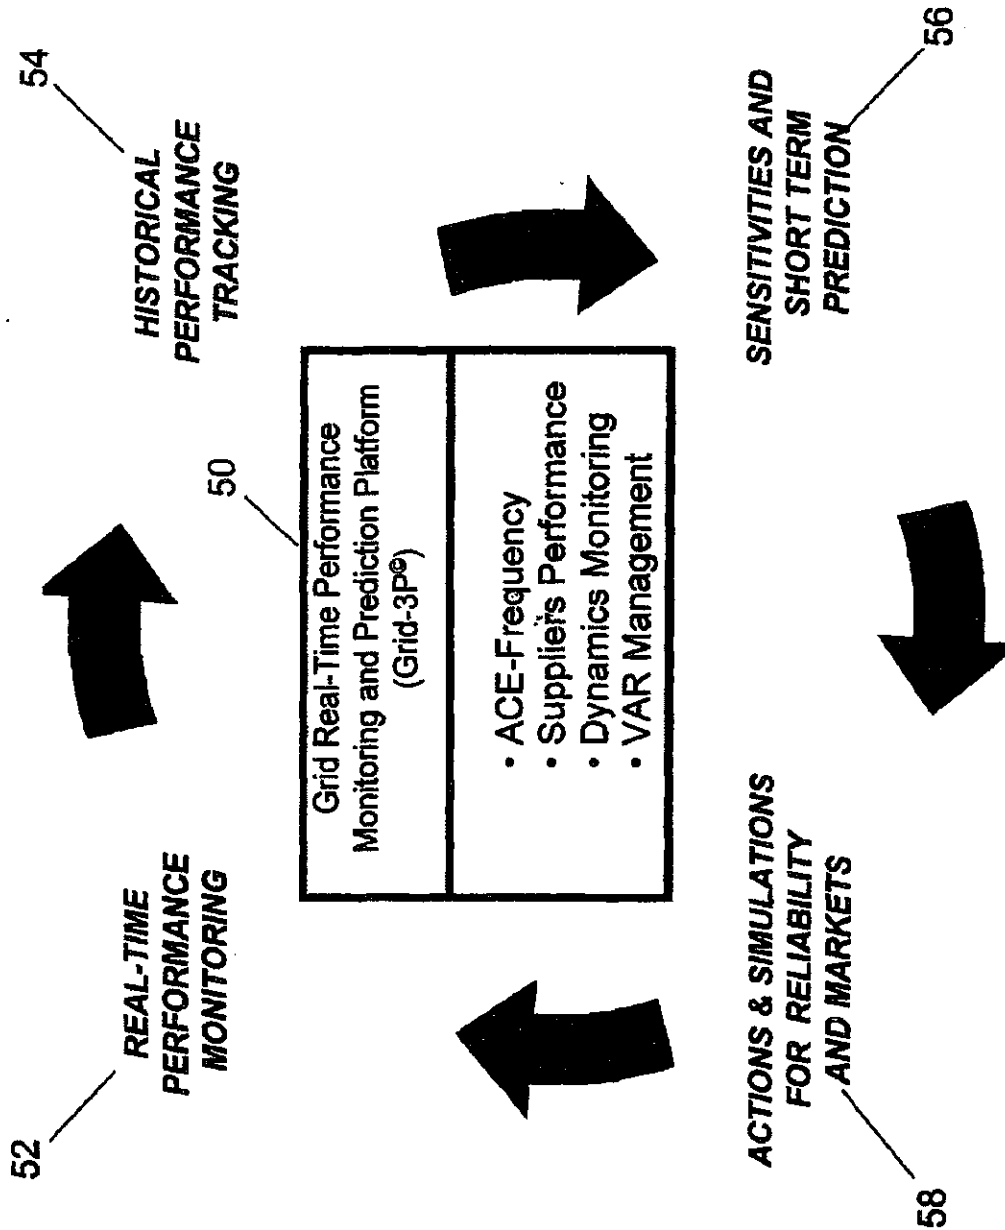 52
REAL-TIME
PERFORMANCE
MONITORING
54
HISTORICAL
PERFORMANCE
TRACKING
50
Grid Real-Time Performance
Monitoring and Prediction Platform
(Grid-3P©)
• ACE-Frequency
• Suppliers Performance
• Dynamics Monitoring
• VAR Management
ACTIONS & SIMULATIONS
FOR RELIABILITY
AND MARKETS
58
SENSITIVITIES AND
SHORT TERM
PREDICTION
56